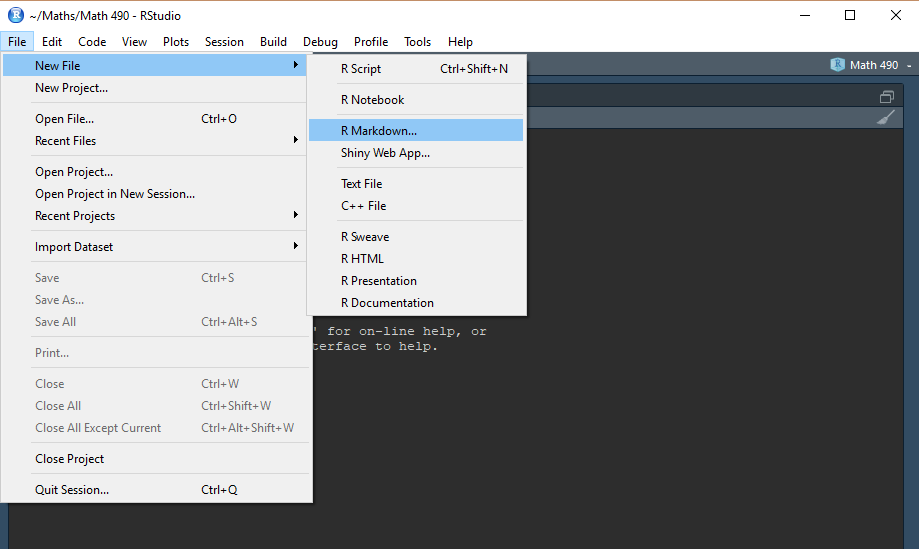 ~/Maths/Math 490 - RStudio
File Edit Code View Plots Session Build Debug Profile Tools Help
Math 490
New File
New Project...
Open File... Ctrl+O
Recent Files
Open Project...
Open Project in New Session...
Recent Projects
Import Dataset
Save Ctrl+S
Save As...
Save All Ctrl+Alt+S
Print...
Close Ctrl+W
Close All Ctrl+Shift+W
Close All Except Current Ctrl+Alt+Shift+W
Close Project
Quit Session... Ctrl+Q
R Script Ctrl+Shift+N
R Notebook
R Markdown...
Shiny Web App...
Text File
C++ File
R Sweave
R HTML
R Presentation
R Documentation
' for on-line help, or
terface to help.